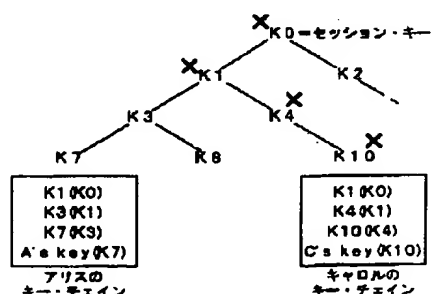 K0=セッション・キー
K1 K2
K3 K4
K7 K8 K10
K1(K0)
K3(K1)
K7(K3)
A's key(K7)
アリスの
キー・チェイン
K1(K0)
K4(K1)
K10(K4)
C's key(K10)
キャロルの
キー・チェイン